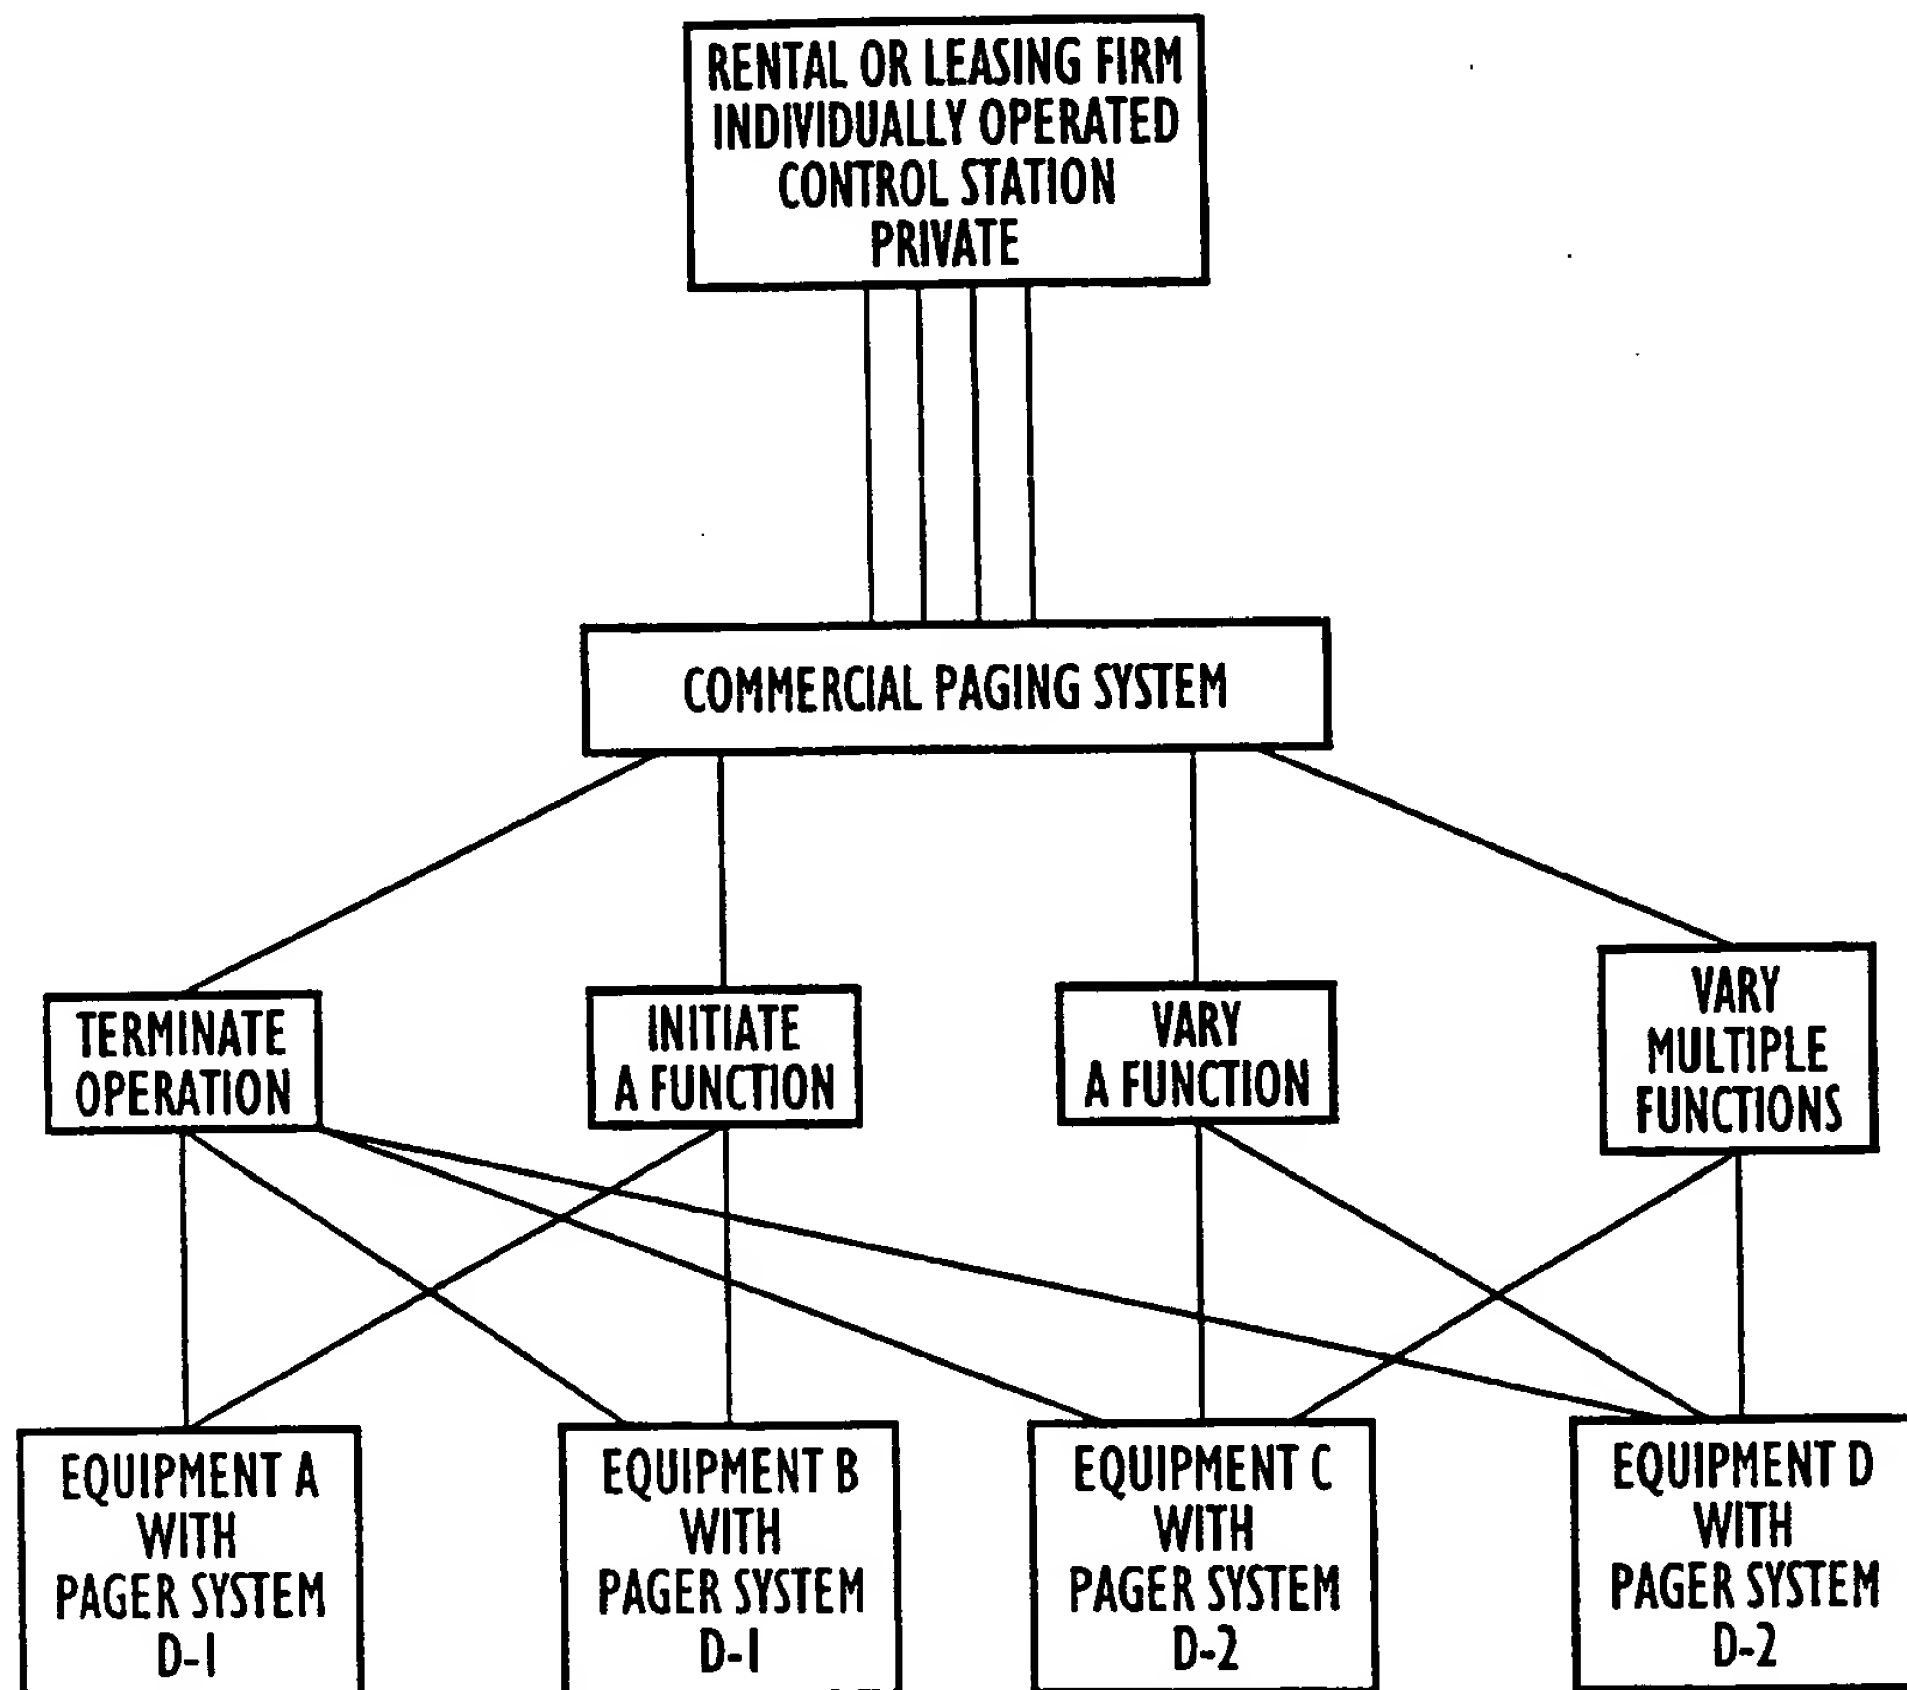 RENTAL OR LEASING FIRM
INDIVIDUALLY OPERATED
CONTROL STATION
PRIVATE
COMMERCIAL PAGING SYSTEM
TERMINATE
OPERATION
INITIATE
A FUNCTION
VARY
A FUNCTION
VARY
MULTIPLE
FUNCTIONS
EQUIPMENT A
WITH
PAGER SYSTEM
D-1
EQUIPMENT B
WITH
PAGER SYSTEM
D-1
EQUIPMENT C
WITH
PAGER SYSTEM
D-2
EQUIPMENT D
WITH
PAGER SYSTEM
D-2